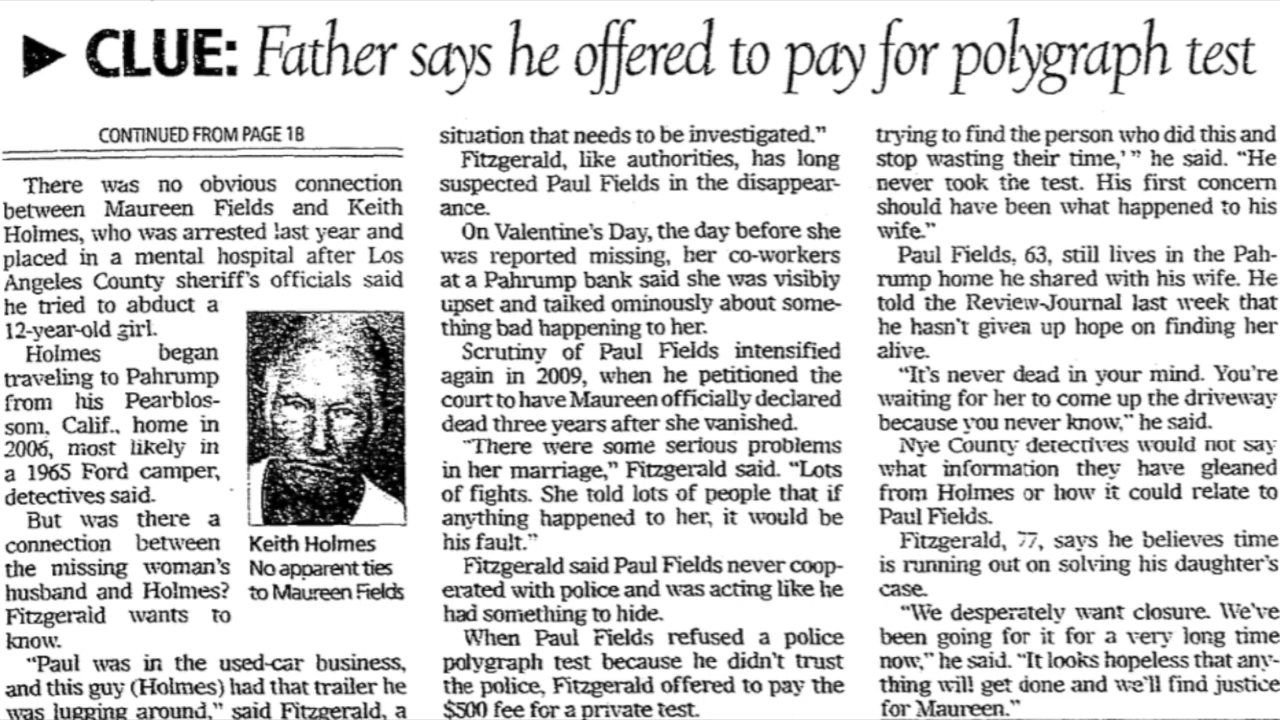 ► CLUE: Father says he offered to pay for polygraph test
CONTINUED FROM PAGE 1B
There was no obvious connection
between Maureen Fields and Keith
Holmes, who was arrested last year and
placed in a mental hospital after Los
Angeles County sheriff's officials said
he tried to abduct a
12-year-old girl.
Holmes began
traveling to Pahrump
from his Pearblos-
som, Calif., home in
2006, most likely in
a 1965 Ford camper,
detectives said.
But was there a
connection between
the missing woman's
husband and Holmes?
Fitzgerald wants to
know.
"Paul was in the used-car business,
and this guy (Holmes) had that trailer he
was lugging around," said Fitzgerald, a
Keith Holmes
No apparent ties
to Maureen Fields
situation that needs to be investigated."
Fitzgerald, like authorities, has long
suspected Paul Fields in the disappear-
ance.
On Valentine's Day, the day before she
was reported missing, her co-workers
at a Pahrump bank said she was visibly
upset and talked ominously about some-
thing bad happening to her.
Scrutiny of Paul Fields intensified
again in 2009, when he petitioned the
court to have Maureen officially declared
dead three years after she vanished.
"There were some serious problems
in her marriage," Fitzgerald said. "Lots
of fights. She told lots of people that if
anything happened to her, it would be
his fault."
Fitzgerald said Paul Fields never coop-
erated with police and was acting like he
had something to hide.
When Paul Fields refused a police
polygraph test because he didn't trust
the police, Fitzgerald offered to pay the
$500 fee for a private test.
trying to find the person who did this and
stop wasting their time,' " he said. "He
never took the test. His first concern
should have been what happened to his
wife."
Paul Fields, 63, still lives in the Pah-
rump home he shared with his wife. He
told the Review-Journal last week that
he hasn't given up hope on finding her
alive.
"It's never dead in your mind. You're
waiting for her to come up the driveway
because you never know," he said.
Nye County detectives would not say
what information they have gleaned
from Holmes or how it could relate to
Paul Fields.
Fitzgerald, 77, says he believes time
is running out on solving his daughter's
case.
"We desperately want closure. We've
been going for it for a very long time
now," he said. "It looks hopeless that any-
thing will get done and we'll find justice
for Maureen."